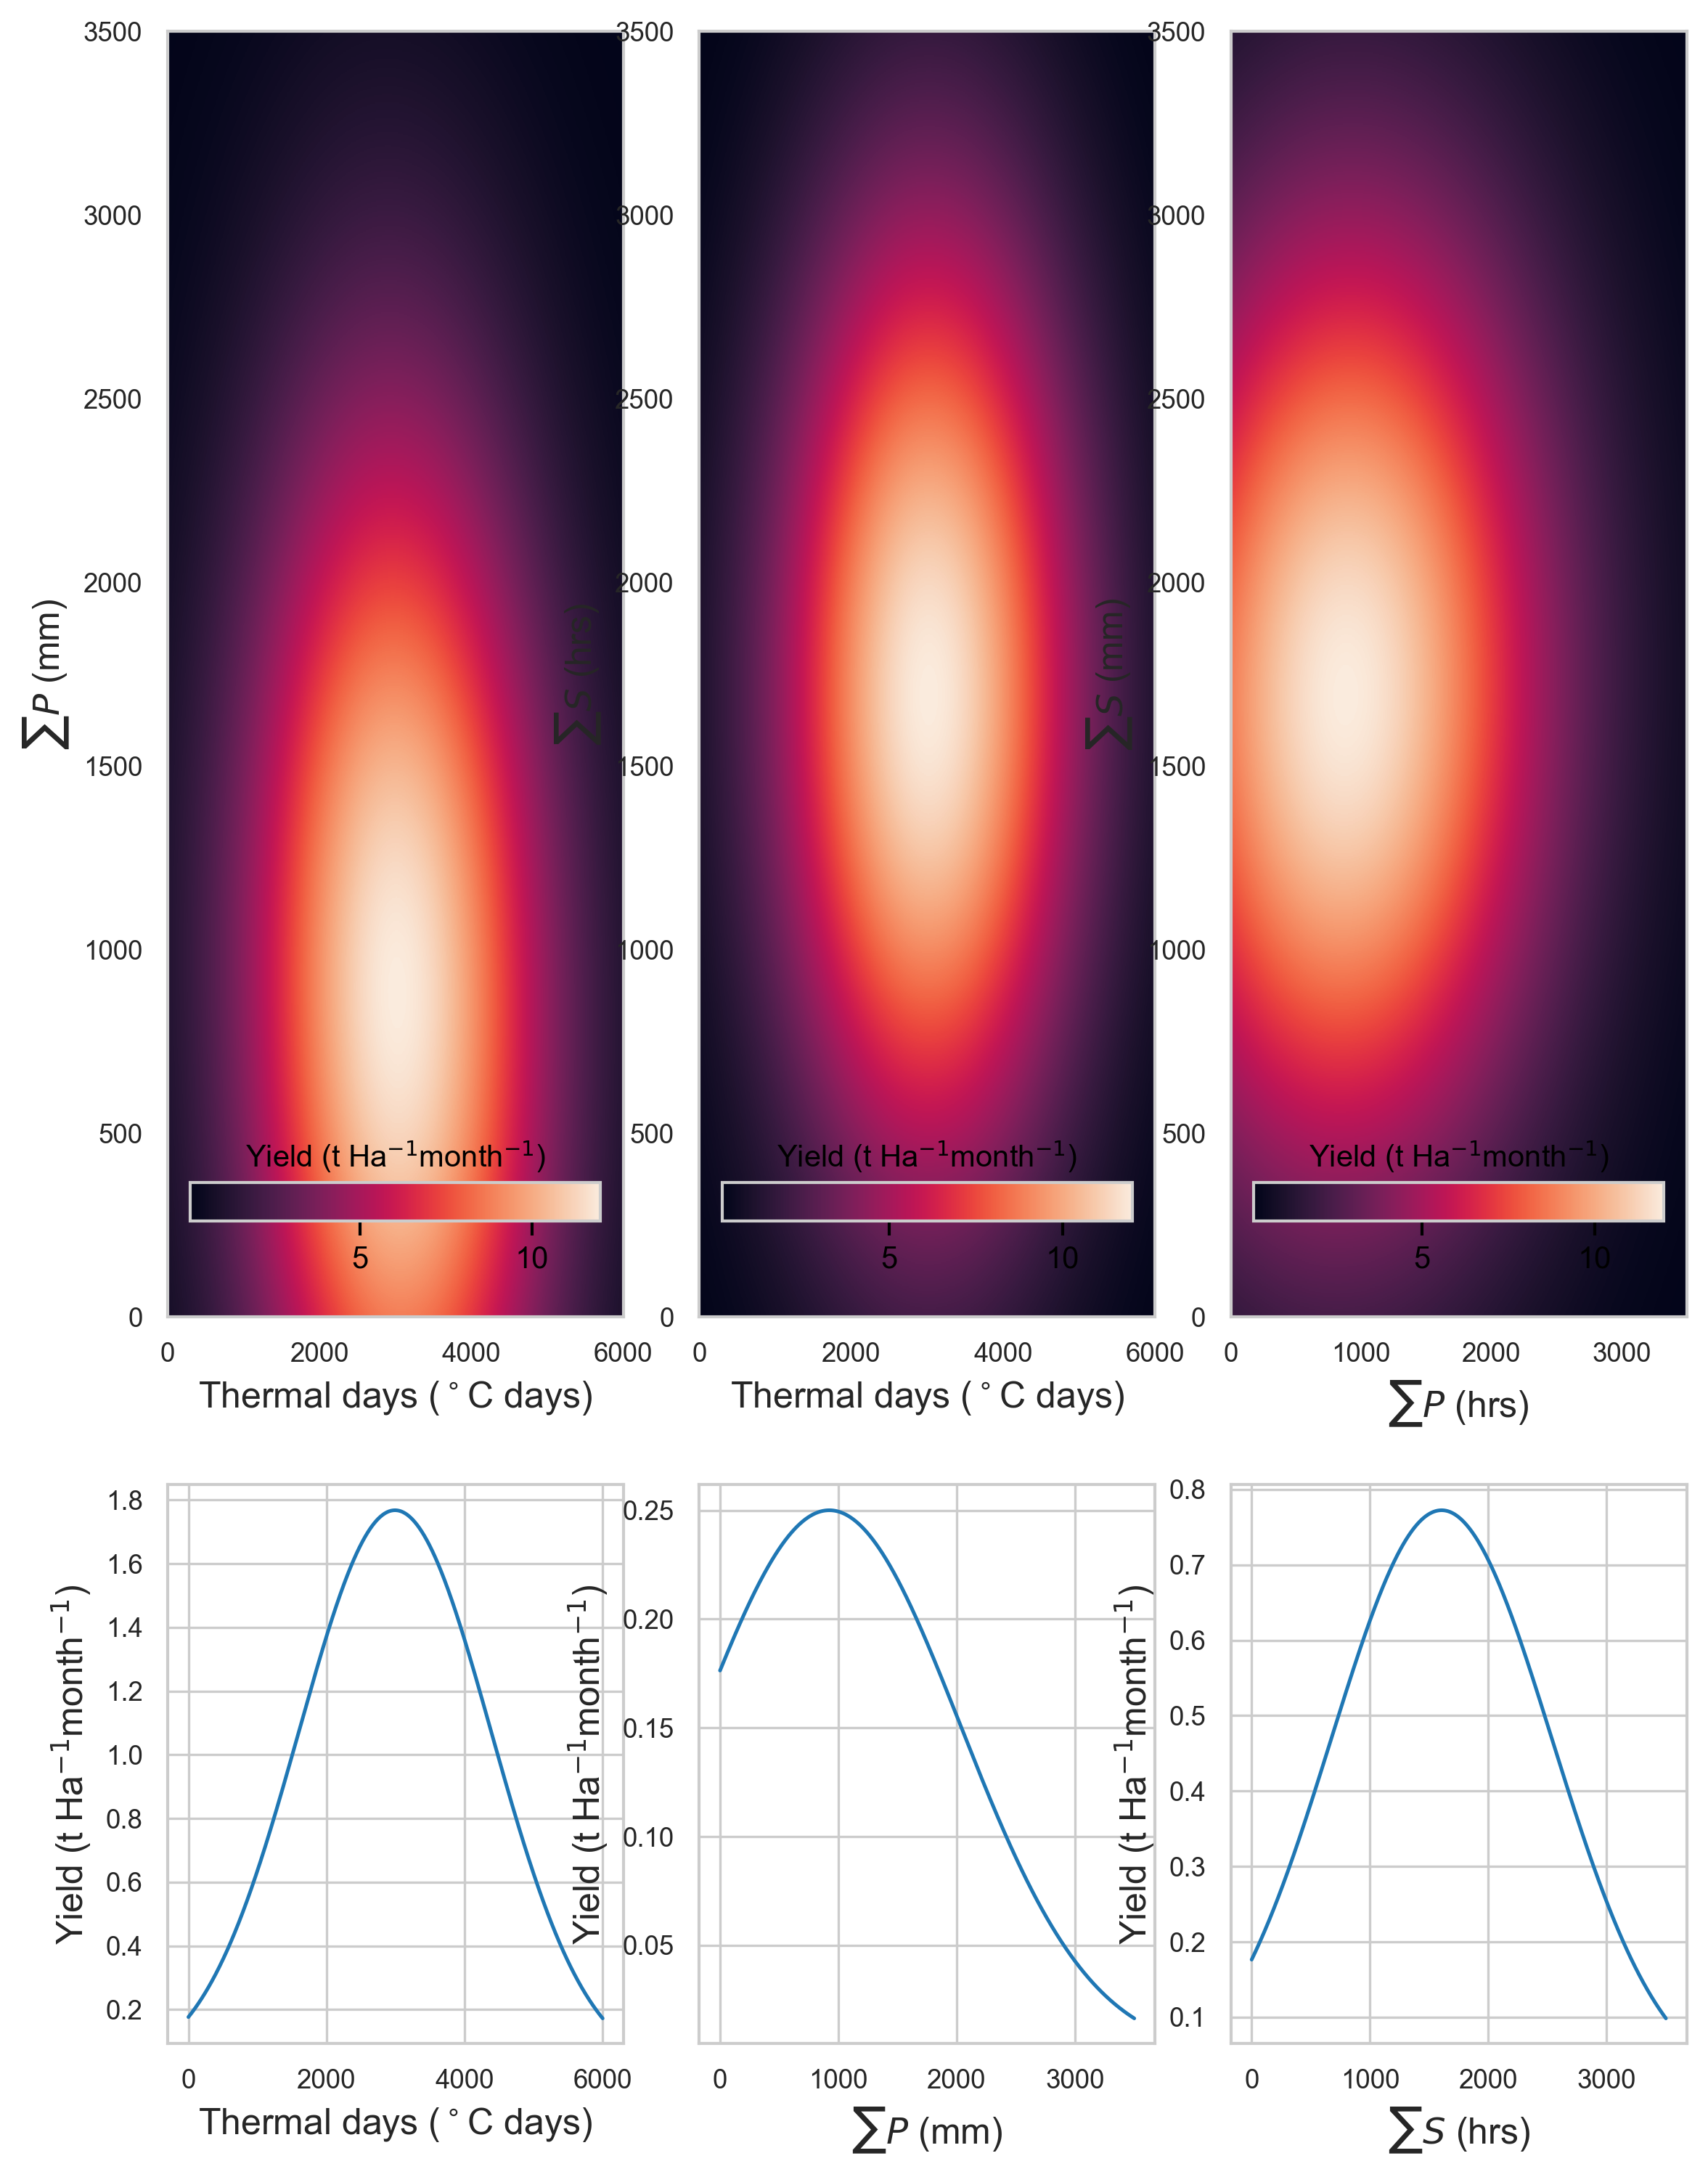 3500
3000
2500
2000
1500
1000
500
0
∑P (mm)
0 2000 4000 6000
Thermal days (°C days)
Yield (t Ha⁻¹month⁻¹)
5 10
3500
3000
2500
2000
1500
1000
500
0
∑S (hrs)
0 2000 4000 6000
Thermal days (°C days)
Yield (t Ha⁻¹month⁻¹)
5 10
3500
3000
2500
2000
1500
1000
500
0
∑S (mm)
0 1000 2000 3000
∑P (hrs)
Yield (t Ha⁻¹month⁻¹)
5 10
1.8
1.6
1.4
1.2
1.0
0.8
0.6
0.4
0.2
Yield (t Ha⁻¹month⁻¹)
0 2000 4000 6000
Thermal days (°C days)
0.25
0.20
0.15
0.10
0.05
Yield (t Ha⁻¹month⁻¹)
0 1000 2000 3000
∑P (mm)
0.8
0.7
0.6
0.5
0.4
0.3
0.2
0.1
Yield (t Ha⁻¹month⁻¹)
0 1000 2000 3000
∑S (hrs)